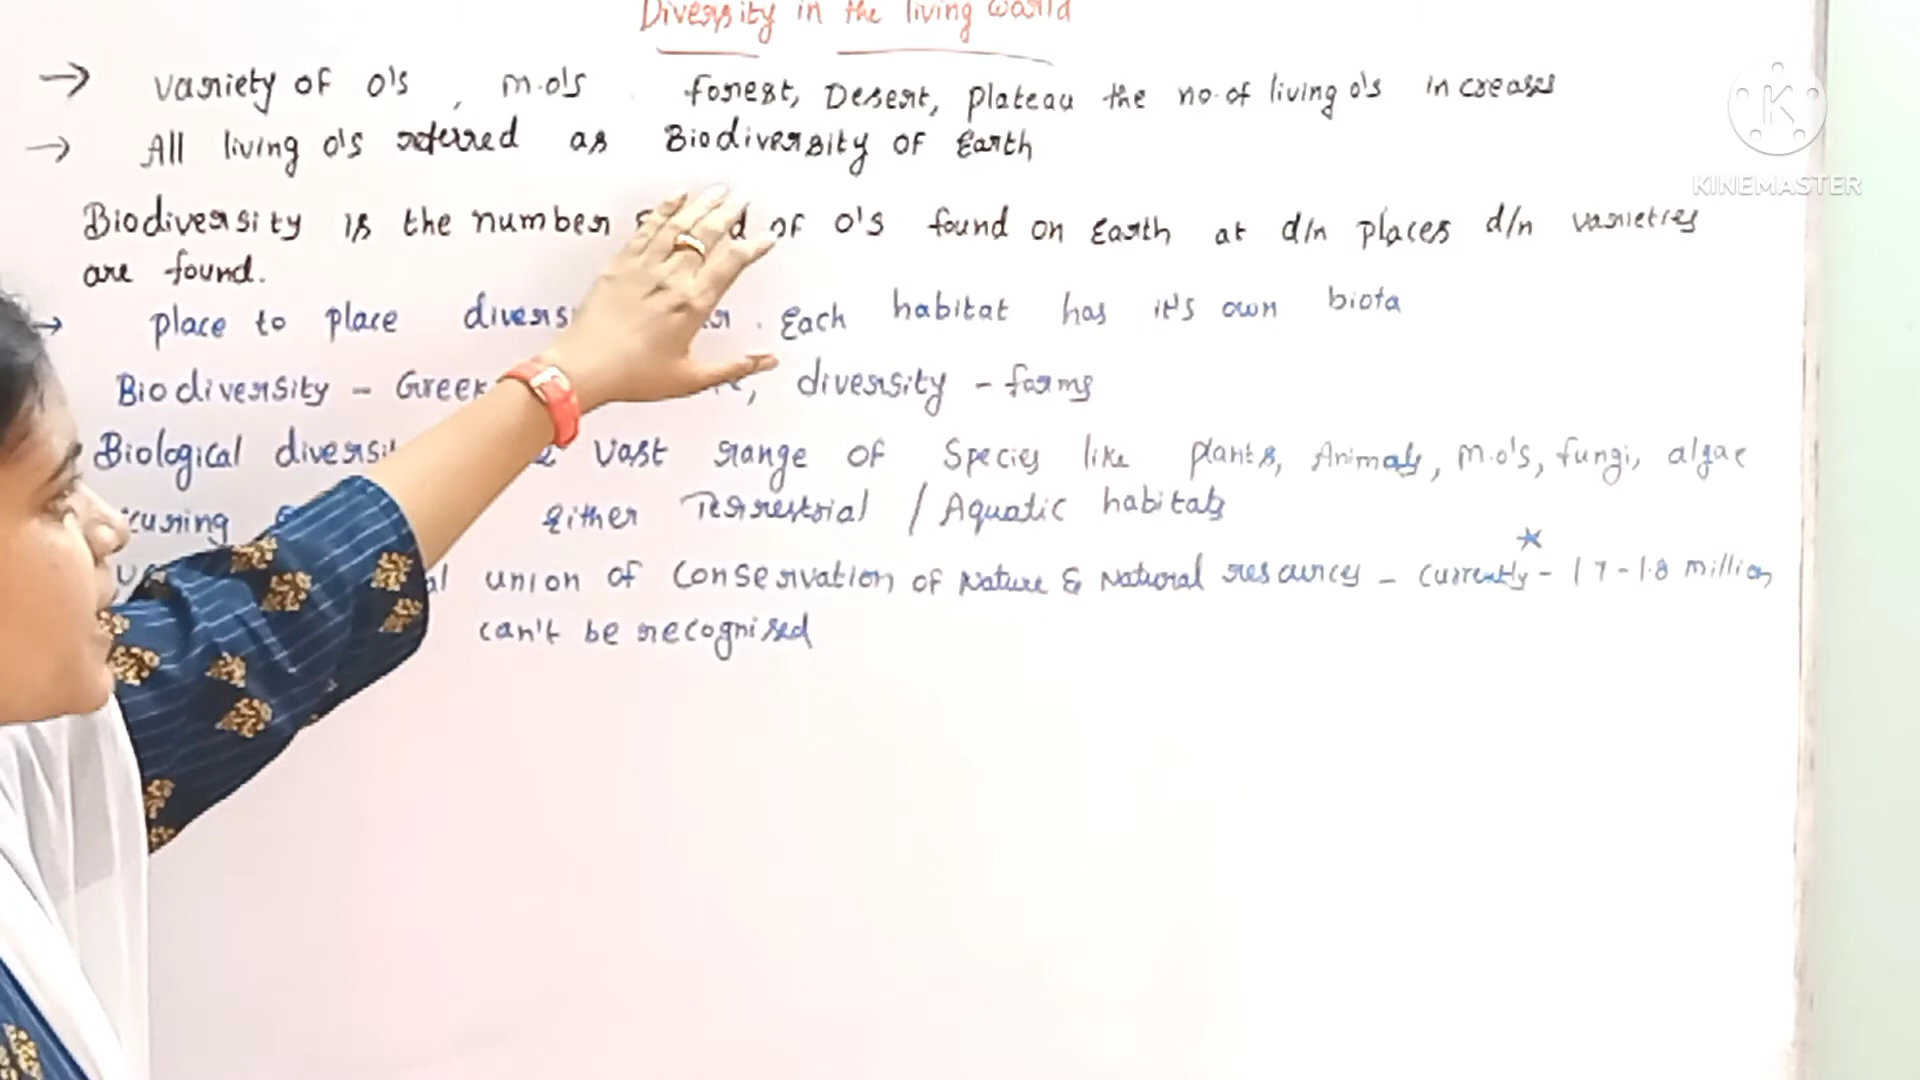 Diversity in the living world
→ variety of o's, m.o's forest, Desert, plateau the no. of living o's increases
→ All living o's referred as Biodiversity of Earth
Biodiversity is the number of o's found on Earth at d/n places d/n varieties
are found.
→ place to place . Each habitat has it's own biota
Biodiversity - Greek , diversity - forms
Biological vast range of species like plants, Animals, m.o's, fungi, algae
Either Terrestrial / Aquatic habitats
union of conservation of Nature & Natural resources - currently - 1.7 - 1.8 million
can't be recognised
KINEMASTER